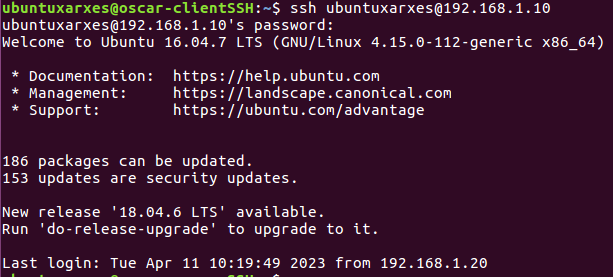 ubuntuxarxes@oscar-clientSSH:~$ ssh ubuntuxarxes@192.168.1.10
ubuntuxarxes@192.168.1.10's password:
Welcome to Ubuntu 16.04.7 LTS (GNU/Linux 4.15.0-112-generic x86_64)
* Documentation:  https://help.ubuntu.com
* Management:     https://landscape.canonical.com
* Support:        https://ubuntu.com/advantage
186 packages can be updated.
153 updates are security updates.
New release '18.04.6 LTS' available.
Run 'do-release-upgrade' to upgrade to it.
Last login: Tue Apr 11 10:19:49 2023 from 192.168.1.20